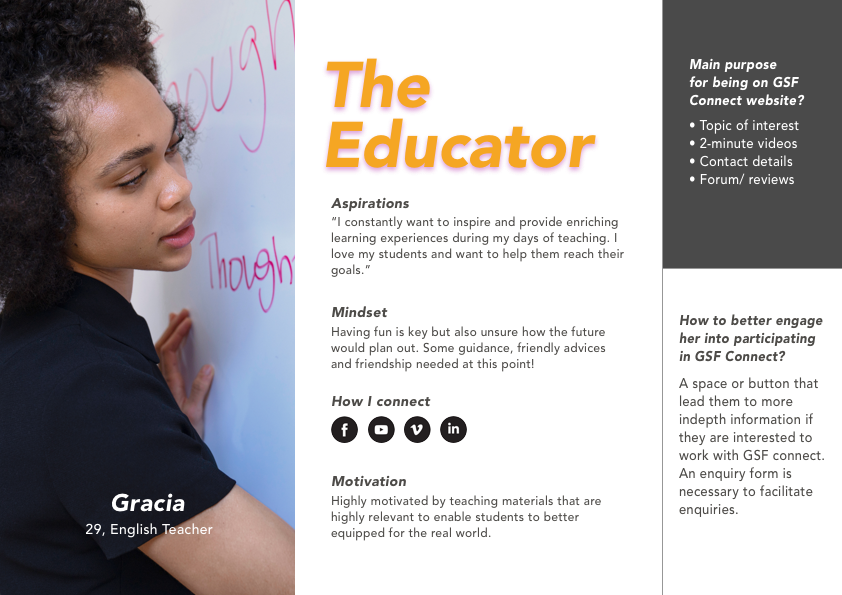 ough
Though
Gracia
29, English Teacher
The
Educator
Aspirations
“I constantly want to inspire and provide enriching
learning experiences during my days of teaching. I
love my students and want to help them reach their
goals.”
Mindset
Having fun is key but also unsure how the future
would plan out. Some guidance, friendly advices
and friendship needed at this point!
How I connect
f
in
Motivation
Highly motivated by teaching materials that are
highly relevant to enable students to better
equipped for the real world.
Main purpose
for being on GSF
Connect website?
• Topic of interest
• 2-minute videos
• Contact details
• Forum/ reviews
How to better engage
her into participating
in GSF Connect?
A space or button that
lead them to more
indepth information if
they are interested to
work with GSF connect.
An enquiry form is
necessary to facilitate
enquiries.